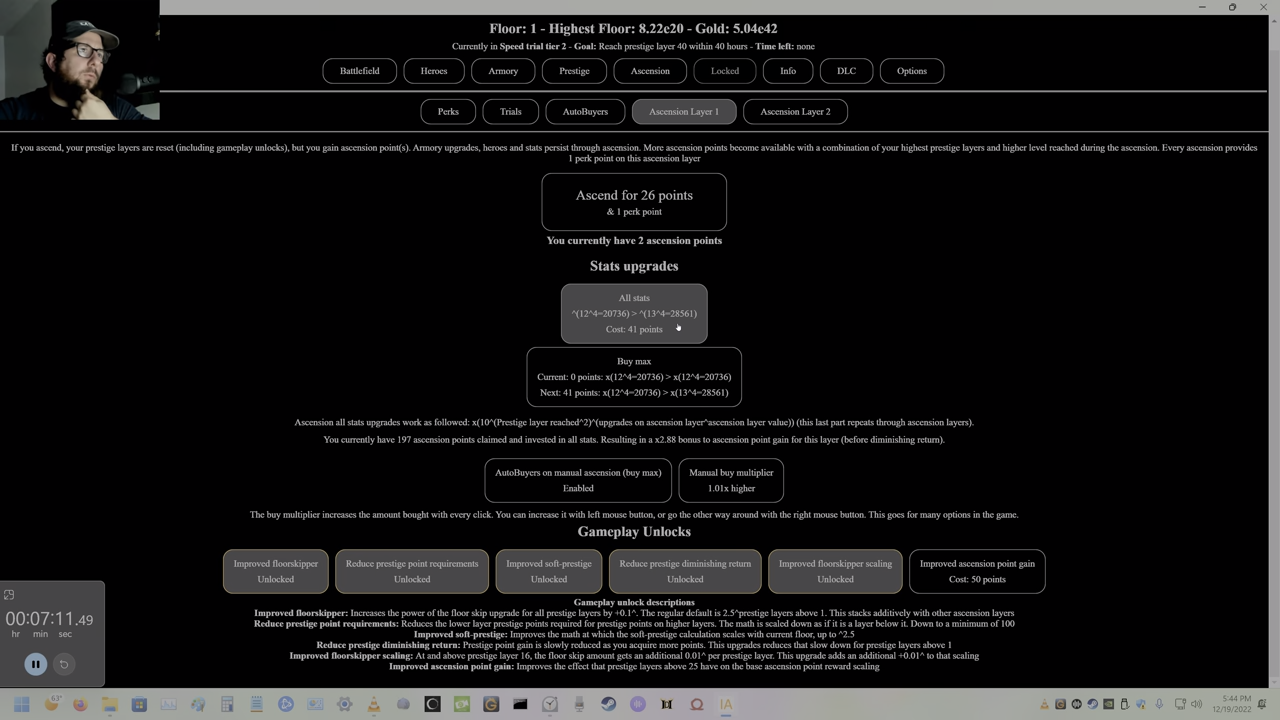 Floor: 1 - Highest Floor: 8.22e20 - Gold: 5.04e42
Currently in Speed trial tier 2 - Goal: Reach prestige layer 40 within 40 hours - Time left: none
Battlefield
Heroes
Armory
Prestige
Ascension
Locked
Info
DLC
Options
Perks
Trials
AutoBuyers
Ascension Layer 1
Ascension Layer 2
If you ascend, your prestige layers are reset (including gameplay unlocks), but you gain ascension point(s). Armory upgrades, heroes and stats persist through ascension. More ascension points become available with a combination of your highest prestige layers and higher level reached during the ascension. Every ascension provides
1 perk point on this ascension layer
Ascend for 26 points
& 1 perk point
You currently have 2 ascension points
Stats upgrades
All stats
^(12^4=20736) > ^(13^4=28561)
Cost: 41 points
Buy max
Current: 0 points: x(12^4=20736) > x(12^4=20736)
Next: 41 points: x(12^4=20736) > x(13^4=28561)
Ascension all stats upgrades work as followed: x(10^(Prestige layer reached^2)^(upgrades on ascension layer^ascension layer value)) (this last part repeats through ascension layers).
You currently have 197 ascension points claimed and invested in all stats. Resulting in a x2.88 bonus to ascension point gain for this layer (before diminishing return).
AutoBuyers on manual ascension (buy max)
Enabled
Manual buy multiplier
1.01x higher
The buy multiplier increases the amount bought with every click. You can increase it with left mouse button, or go the other way around with the right mouse button. This goes for many options in the game.
Gameplay Unlocks
Improved floorskipper
Unlocked
Reduce prestige point requirements
Unlocked
Improved soft-prestige
Unlocked
Reduce prestige diminishing return
Unlocked
Improved floorskipper scaling
Unlocked
Improved ascension point gain
Cost: 50 points
Gameplay unlock descriptions
Improved floorskipper: Increases the power of the floor skip upgrade for all prestige layers by +0.1^. The regular default is 2.5^prestige layers above 1. This stacks additively with other ascension layers
Reduce prestige point requirements: Reduces the lower layer prestige points required for prestige points on higher layers. The math is scaled down as if it is a layer below it. Down to a minimum of 100
Improved soft-prestige: Improves the math at which the soft-prestige calculation scales with current floor, up to ^2.5
Reduce prestige diminishing return: Prestige point gain is slowly reduced as you acquire more points. This upgrades reduces that slow down for prestige layers above 1
Improved floorskipper scaling: At and above prestige layer 16, the floor skip amount gets an additional 0.01^ per prestige layer. This upgrade adds an additional +0.01^ to that scaling
Improved ascension point gain: Improves the effect that prestige layers above 25 have on the base ascension point reward scaling
00:07:11.49
hr min sec
63°
IA
5:44 PM
12/19/2022